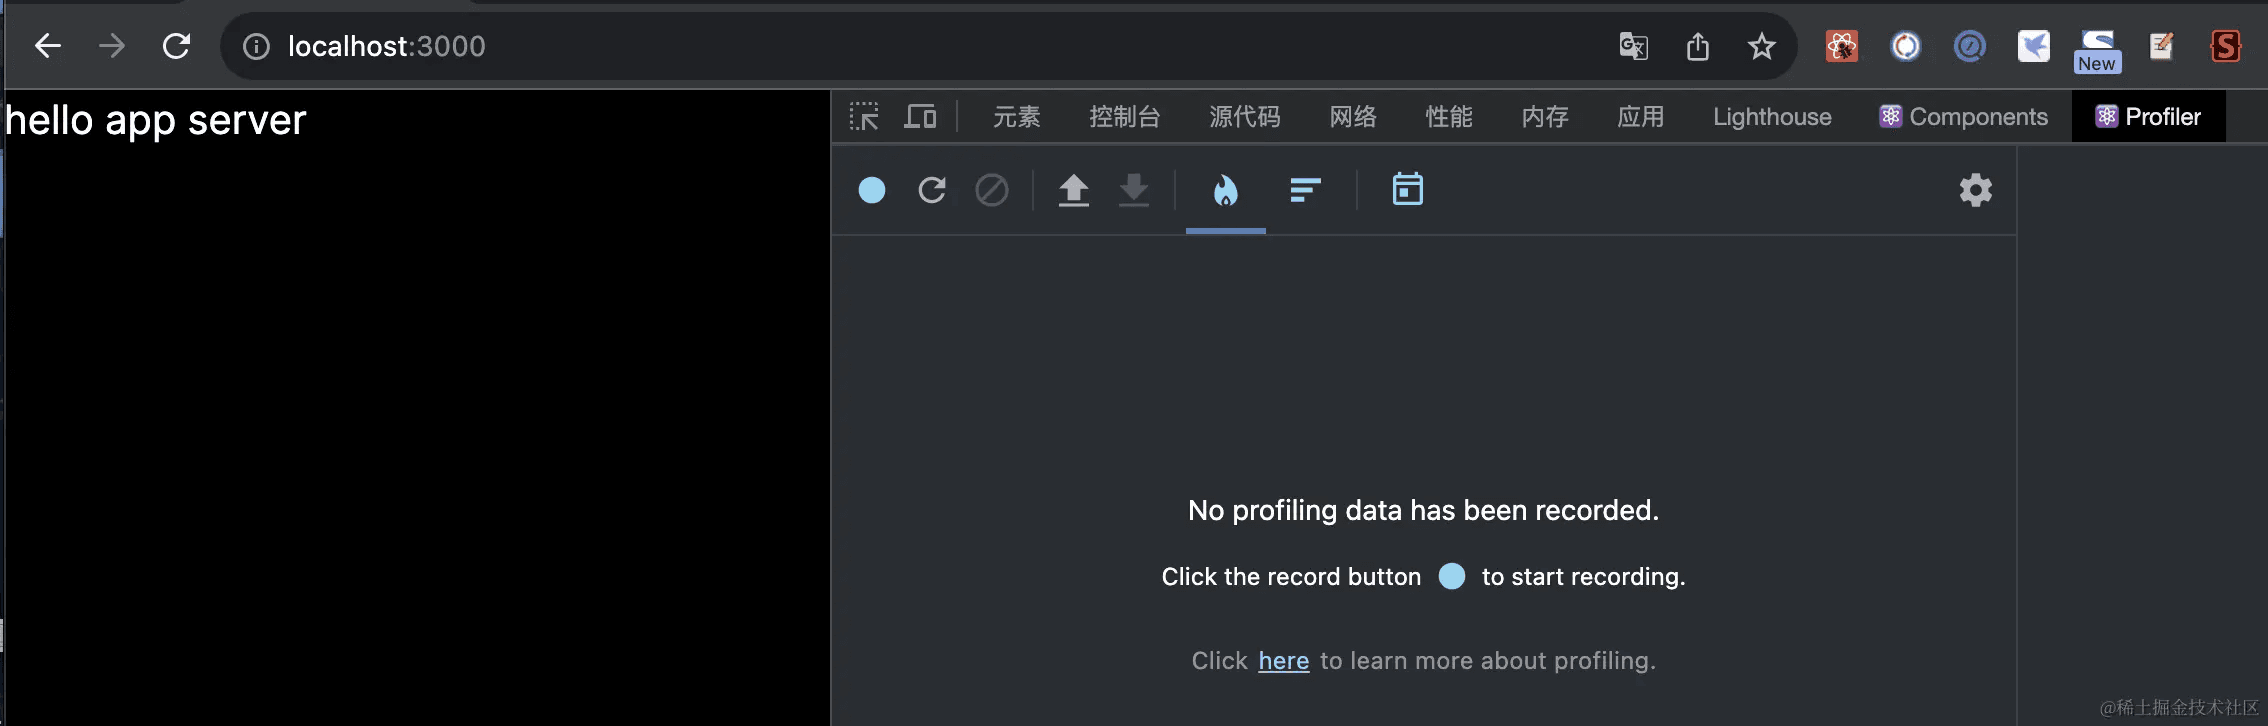 localhost:3000
New
hello app server
元素 控制台 源代码 网络 性能 内存 应用 Lighthouse Components Profiler
No profiling data has been recorded.
Click the record button to start recording.
Click here to learn more about profiling.
@稀土掘金技术社区